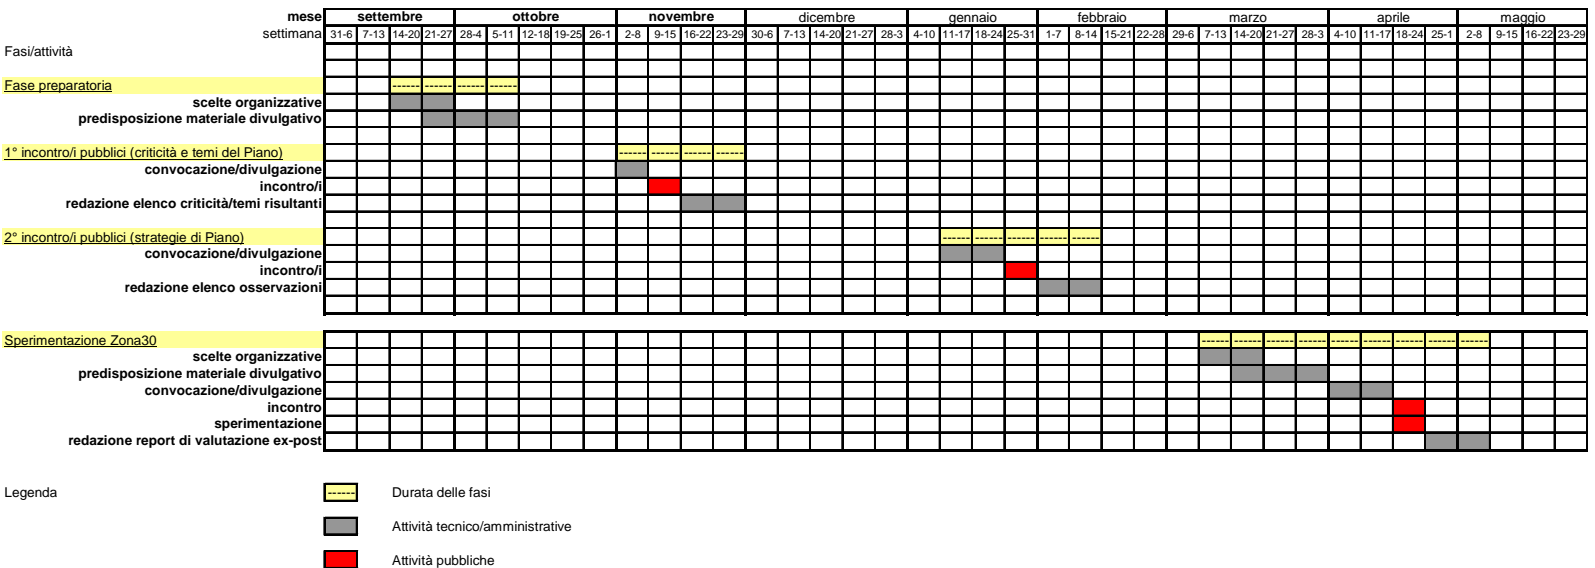 mese settembre ottobre novembre dicembre gennaio febbraio marzo aprile maggio
settimana 31-6 7-13 14-20 21-27 28-4 5-11 12-18 19-25 26-1 2-8 9-15 16-22 23-29 30-6 7-13 14-20 21-27 28-3 4-10 11-17 18-24 25-31 1-7 8-14 15-21 22-28 29-6 7-13 14-20 21-27 28-3 4-10 11-17 18-24 25-1 2-8 9-15 16-22 23-29
Fasi/attività
Fase preparatoria ------ ------ ------ ------
scelte organizzative
predisposizione materiale divulgativo
1° incontro/i pubblici (criticità e temi del Piano) ------ ------ ------ ------
convocazione/divulgazione
incontro/i
redazione elenco criticità/temi risultanti
2° incontro/i pubblici (strategie di Piano) ------ ------ ------ ------ ------
convocazione/divulgazione
incontro/i
redazione elenco osservazioni
Sperimentazione Zona30 ------ ------ ------ ------ ------ ------ ------ ------ ------
scelte organizzative
predisposizione materiale divulgativo
convocazione/divulgazione
incontro
sperimentazione
redazione report di valutazione ex-post
Legenda ------ Durata delle fasi
Attività tecnico/amministrative
Attività pubbliche